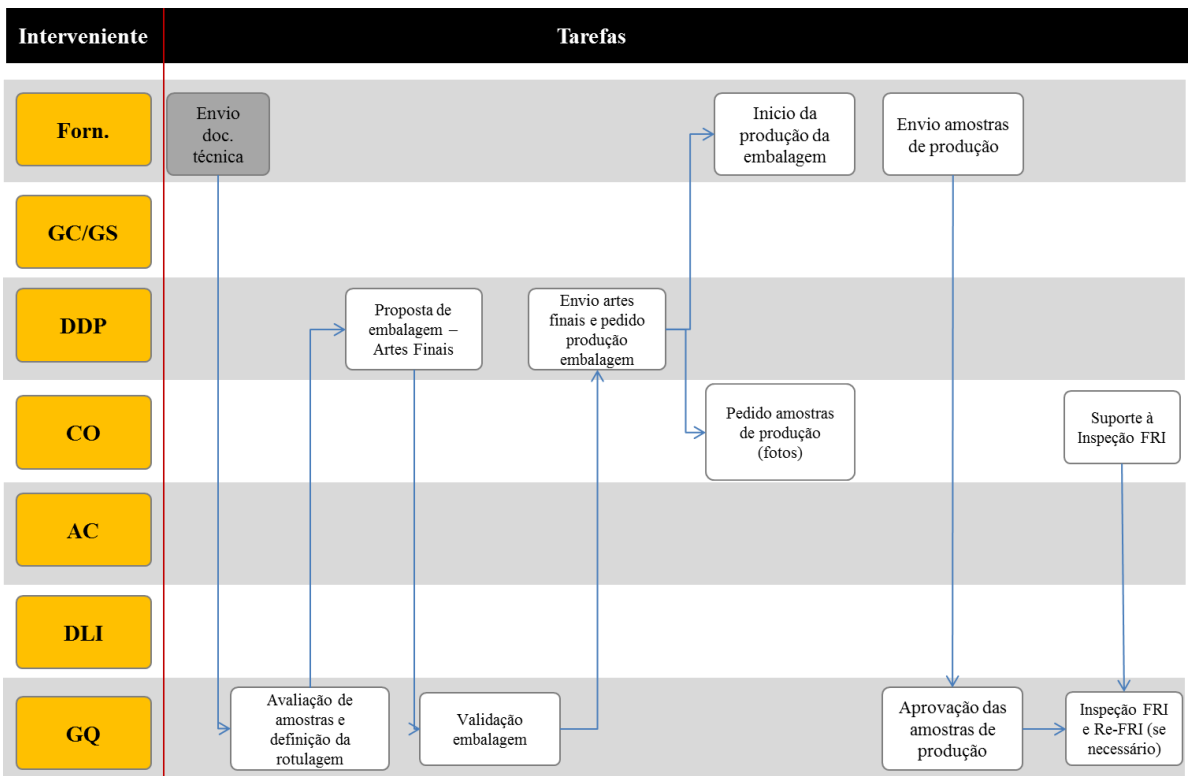 Interveniente
Tarefas
Forn.
Envio
doc.
técnica
Inicio da
produção da
embalagem
Envio amostras
de produção
GC/GS
DDP
Proposta de
embalagem –
Artes Finais
Envio artes
finais e pedido
produção
embalagem
CO
Pedido amostras
de produção
(fotos)
Suporte à
Inspeção FRI
AC
DLI
GQ
Avaliação de
amostras e
definição da
rotulagem
Validação
embalagem
Aprovação das
amostras de
produção
Inspeção FRI
e Re-FRI (se
necessário)